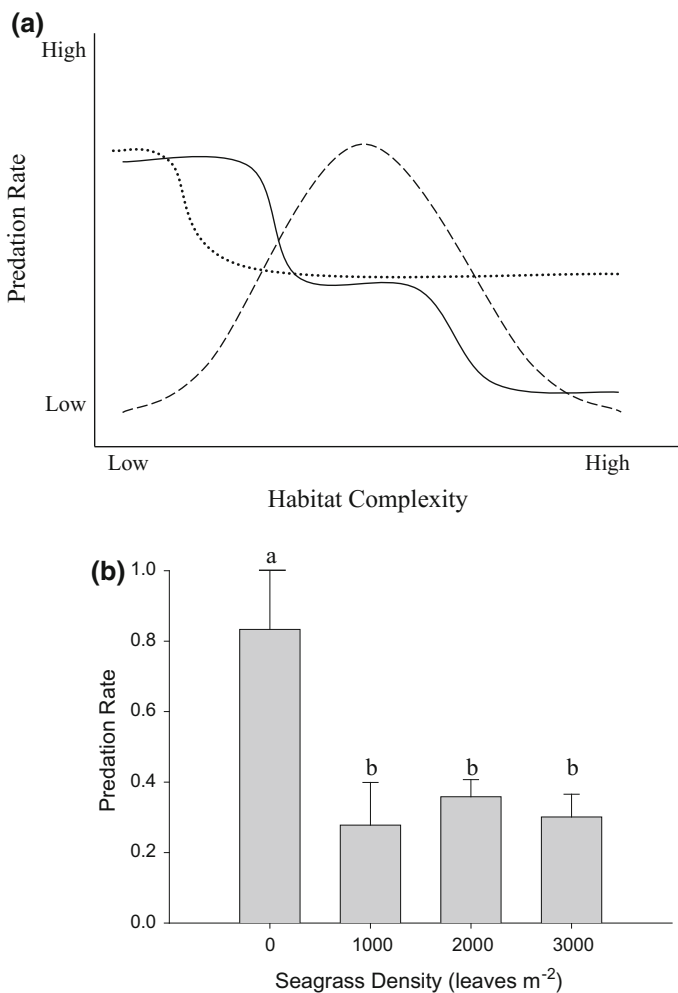 (a)
High
Predation Rate
Low
Low High
Habitat Complexity
(b)
a
1.0
0.8
0.6
0.4
0.2
0.0
b b b
Predation Rate
0 1000 2000 3000
Seagrass Density (leaves m⁻²)